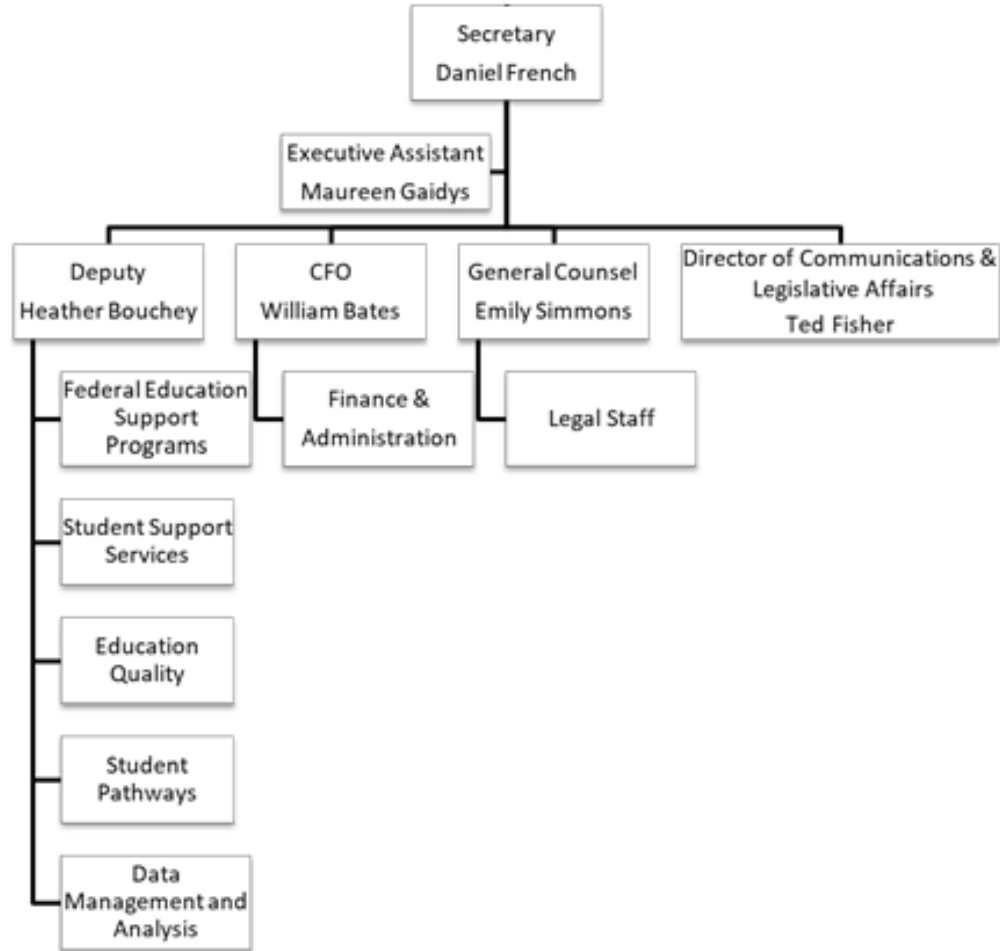 Secretary
Daniel French
Executive Assistant
Maureen Gaidys
Deputy
Heather Bouchey
CFO
William Bates
General Counsel
Emily Simmons
Director of Communications &
Legislative Affairs
Ted Fisher
Federal Education
Support
Programs
Finance &
Administration
Legal Staff
Student Support
Services
Education
Quality
Student
Pathways
Data
Management and
Analysis